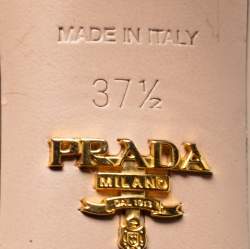 MADE IN ITALY
37½
PRADA
MILANO
DAL 1913